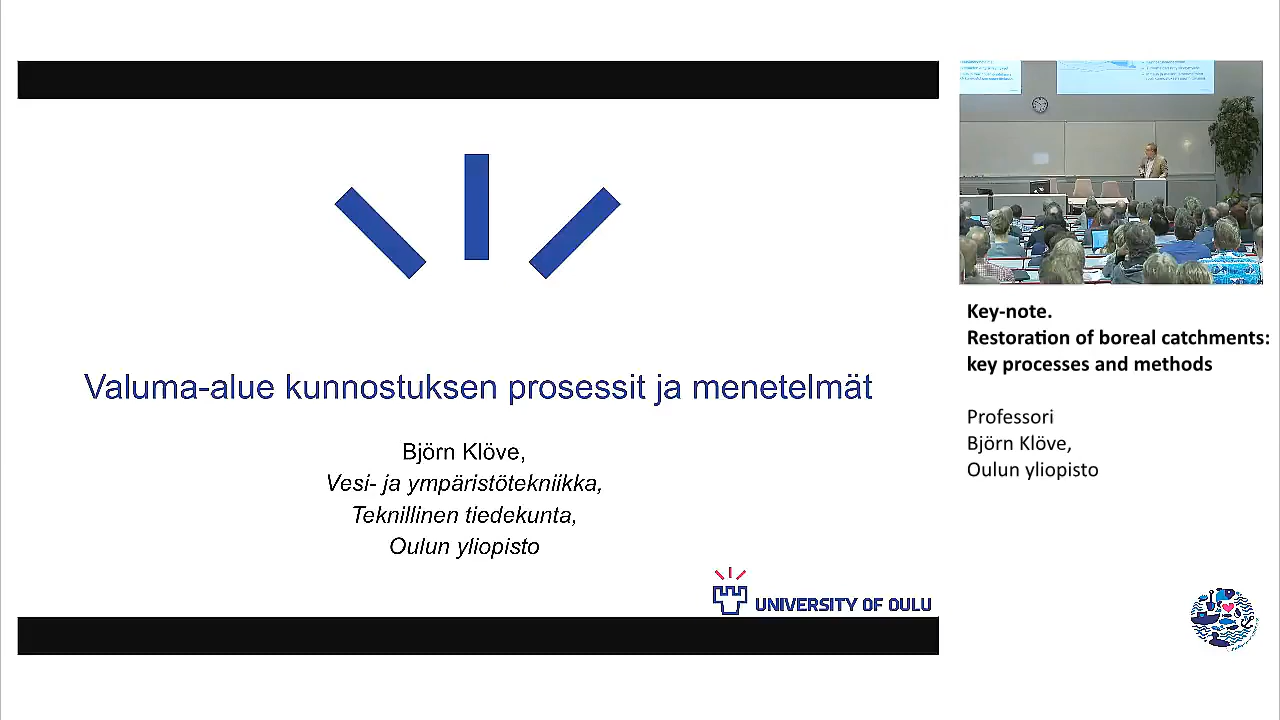 Valuma-alue kunnostuksen prosessit ja menetelmät
Björn Klöve,
Vesi- ja ympäristötekniikka,
Teknillinen tiedekunta,
Oulun yliopisto
UNIVERSITY OF OULU
Key-note.
Restoration of boreal catchments:
key processes and methods
Professori
Björn Klöve,
Oulun yliopisto